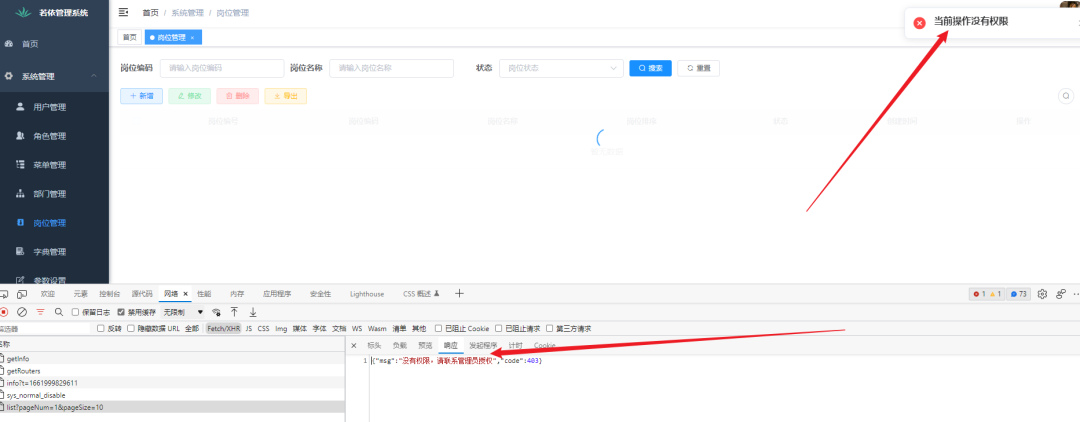 若依管理系统
首页 / 系统管理 / 岗位管理
当前操作没有权限
首页 岗位管理 ×
首页
系统管理
用户管理
角色管理
菜单管理
部门管理
岗位管理
字典管理
参数设置
岗位编码 请输入岗位编码 岗位名称 请输入岗位名称 状态 岗位状态 搜索 重置
+ 新增 修改 删除 导出
岗位编号 岗位编码 岗位名称 岗位排序 状态 创建时间 操作
暂无数据
欢迎 元素 控制台 源代码 网络 × 性能 内存 应用程序 安全性 Lighthouse CSS 概述 + 1 1 73
保留日志 禁用缓存 无限制
筛选器 反转 隐藏数据 URL 全部 Fetch/XHR JS CSS Img 媒体 字体 文档 WS Wasm 清单 其他 已阻止 Cookie 已阻止请求 第三方请求
名称
× 标头 负载 预览 响应 发起程序 计时 Cookie
getInfo
getRouters
info?t=1661999829611
sys_normal_disable
list?pageNum=1&pageSize=10
1 {"msg":"没有权限，请联系管理员授权","code":403}